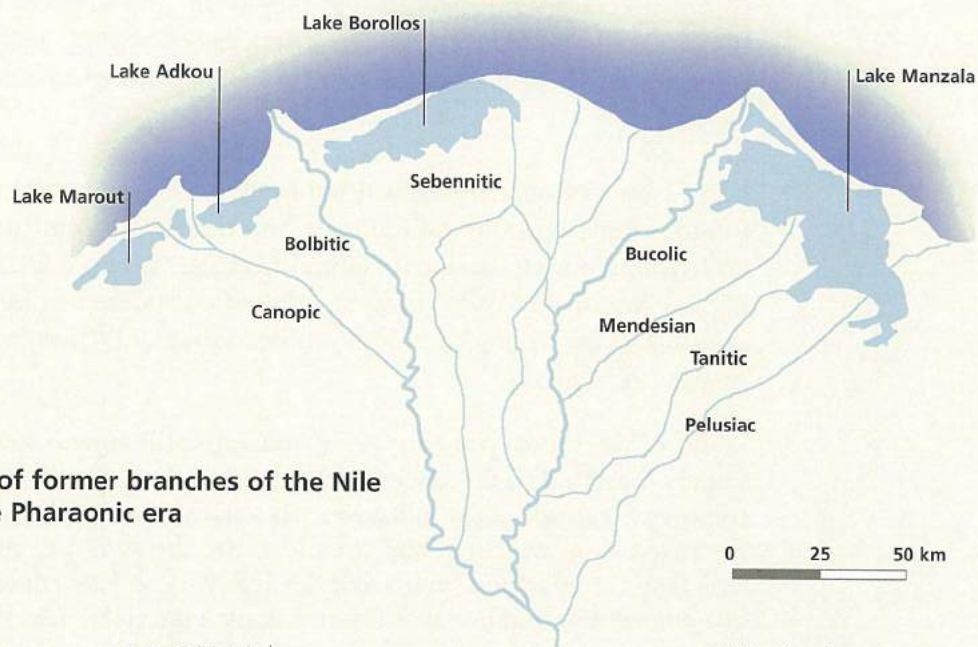 Lake Borollos
Lake Adkou
Lake Manzala
Lake Marout
Sebennitic
Bolbitic
Bucolic
Canopic
Mendesian
Tanitic
Pelusiac
of former branches of the Nile
Pharaonic era
0 25 50 km